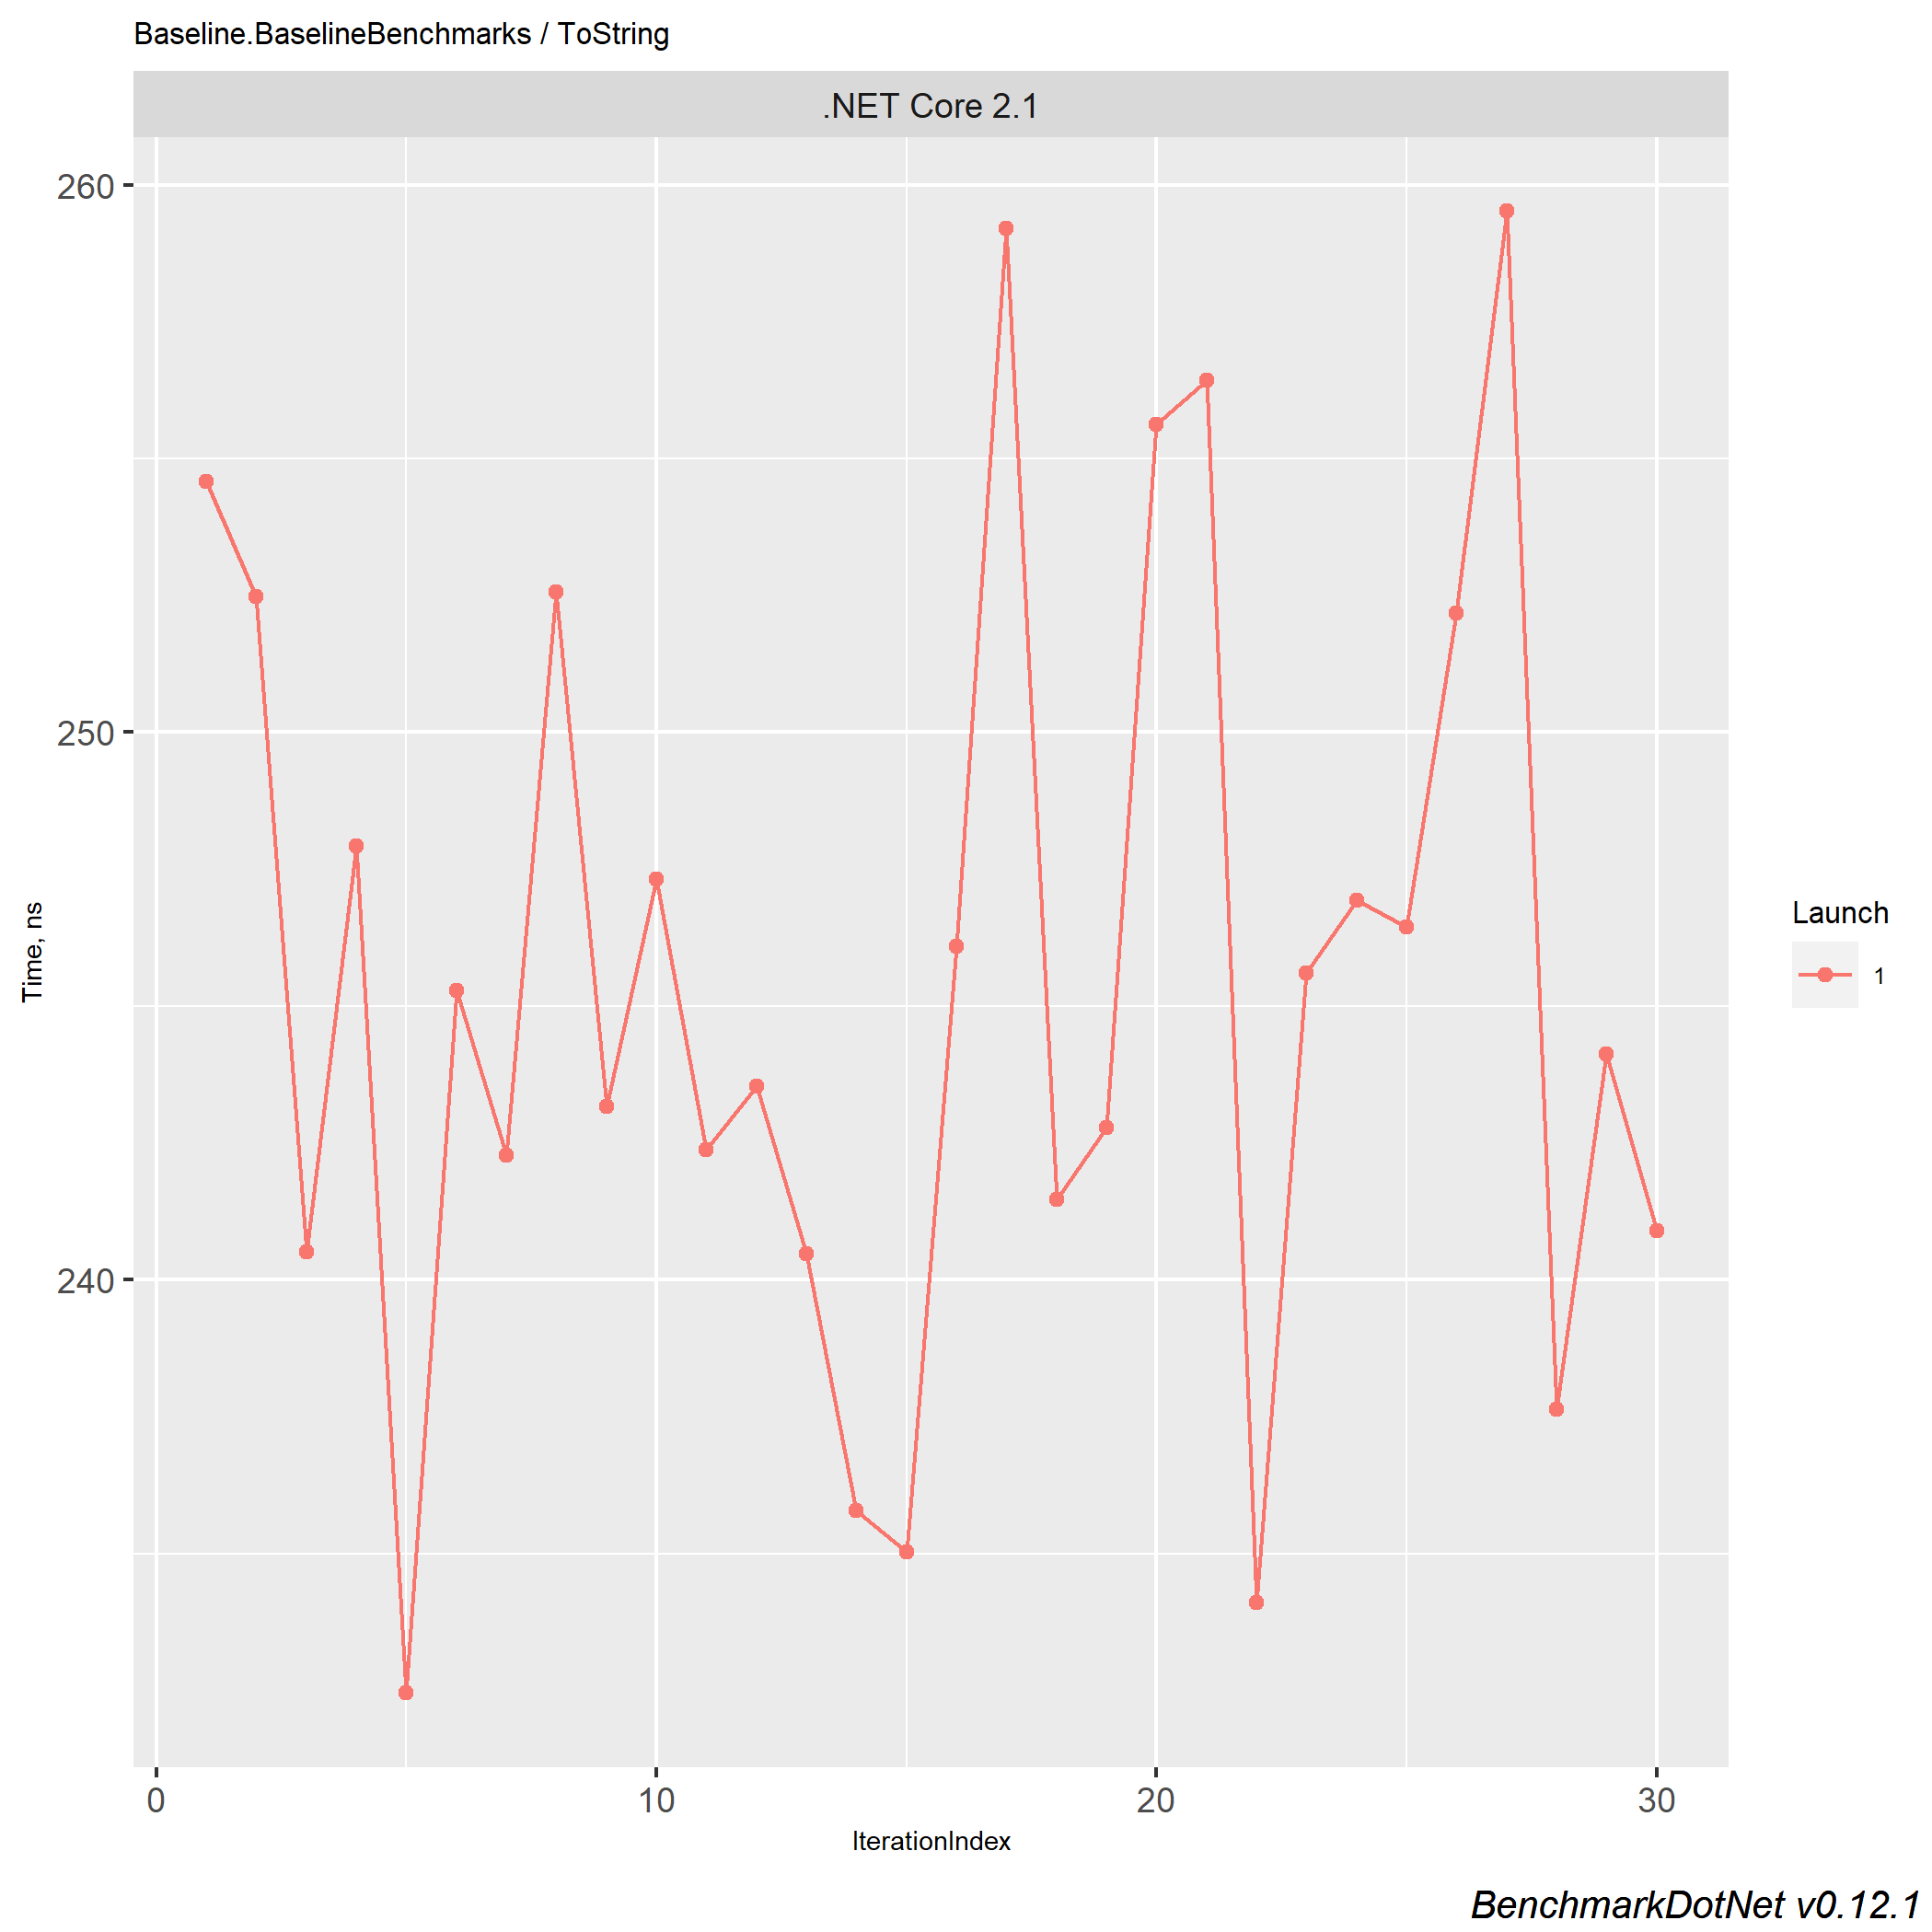 Baseline.BaselineBenchmarks / ToString
.NET Core 2.1
260
250
240
Time, ns
0 10 20 30
IterationIndex
Launch
1
BenchmarkDotNet v0.12.1